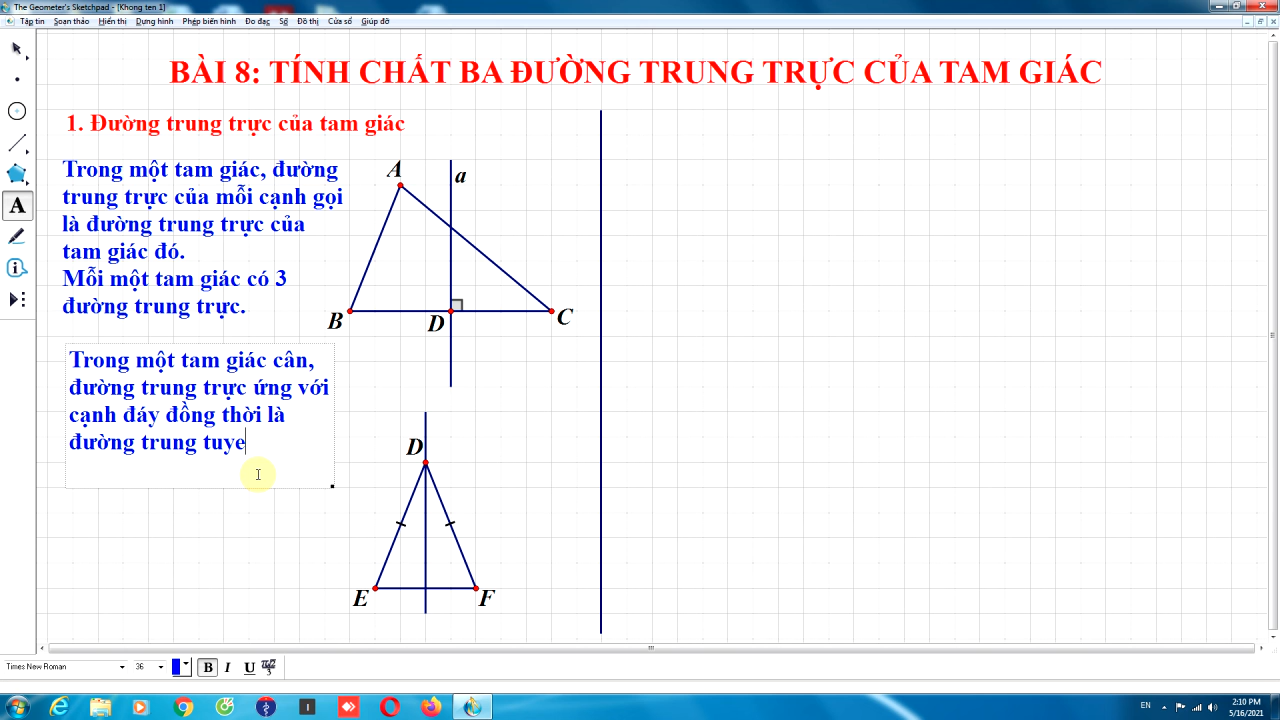 The Geometer's Sketchpad - [Khong ten 1]
Tập tin Soạn thảo Hiển thị Dựng hình Phép biến hình Đo đạc Số Đồ thị Cửa sổ Giúp đỡ
BÀI 8: TÍNH CHẤT BA ĐƯỜNG TRUNG TRỰC CỦA TAM GIÁC
1. Đường trung trực của tam giác
Trong một tam giác, đường
trung trực của mỗi cạnh gọi
là đường trung trực của
tam giác đó.
Mỗi một tam giác có 3
đường trung trực.
A
a
B
D
C
Trong một tam giác cân,
đường trung trực ứng với
cạnh đáy đồng thời là
đường trung tuye
D
E
F
Times New Roman 36 B I U
EN
2:10 PM
5/16/2021